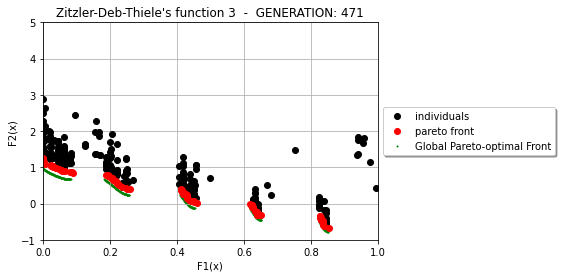 Zitzler-Deb-Thiele's function 3 - GENERATION: 471
5
4
3
2
1
0
−1
F2(x)
0.0 0.2 0.4 0.6 0.8 1.0
F1(x)
individuals
pareto front
Global Pareto-optimal Front